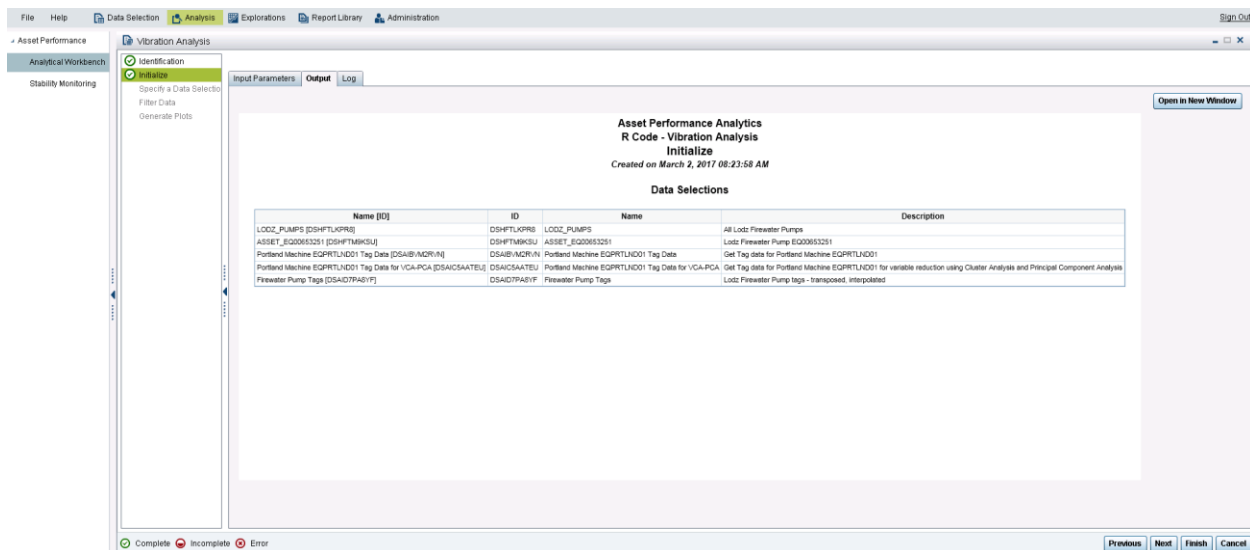 File Help Data Selection Analysis Explorations Report Library Administration Sign Out
Asset Performance
Analytical Workbench
Stability Monitoring
Vibration Analysis
Identification
Initialize
Specify a Data Selectio
Filter Data
Generate Plots
Input Parameters Output Log
Open in New Window
Asset Performance Analytics
R Code - Vibration Analysis
Initialize
Created on March 2, 2017 08:23:58 AM
Data Selections
Name [ID] ID Name Description
LODZ_PUMPS [DSHFTLKPR8] DSHFTLKPR8 LODZ_PUMPS All Lodz Firewater Pumps
ASSET_EQ00653251 [DSHFTM9KSU] DSHFTM9KSU ASSET_EQ00653251 Lodz Firewater Pump EQ00653251
Portland Machine EQPRTLND01 Tag Data [DSAIBVM2RVN] DSAIBVM2RVN Portland Machine EQPRTLND01 Tag Data Get Tag data for Portland Machine EQPRTLND01
Portland Machine EQPRTLND01 Tag Data for VCA-PCA [DSAIC5AATEU] DSAIC5AATEU Portland Machine EQPRTLND01 Tag Data for VCA-PCA Get Tag data for Portland Machine EQPRTLND01 for variable reduction using Cluster Analysis and Principal Component Analysis
Firewater Pump Tags [DSAID7PA8YF] DSAID7PA8YF Firewater Pump Tags Lodz Firewater Pump tags - transposed, interpolated
Complete Incomplete Error
Previous Next Finish Cancel